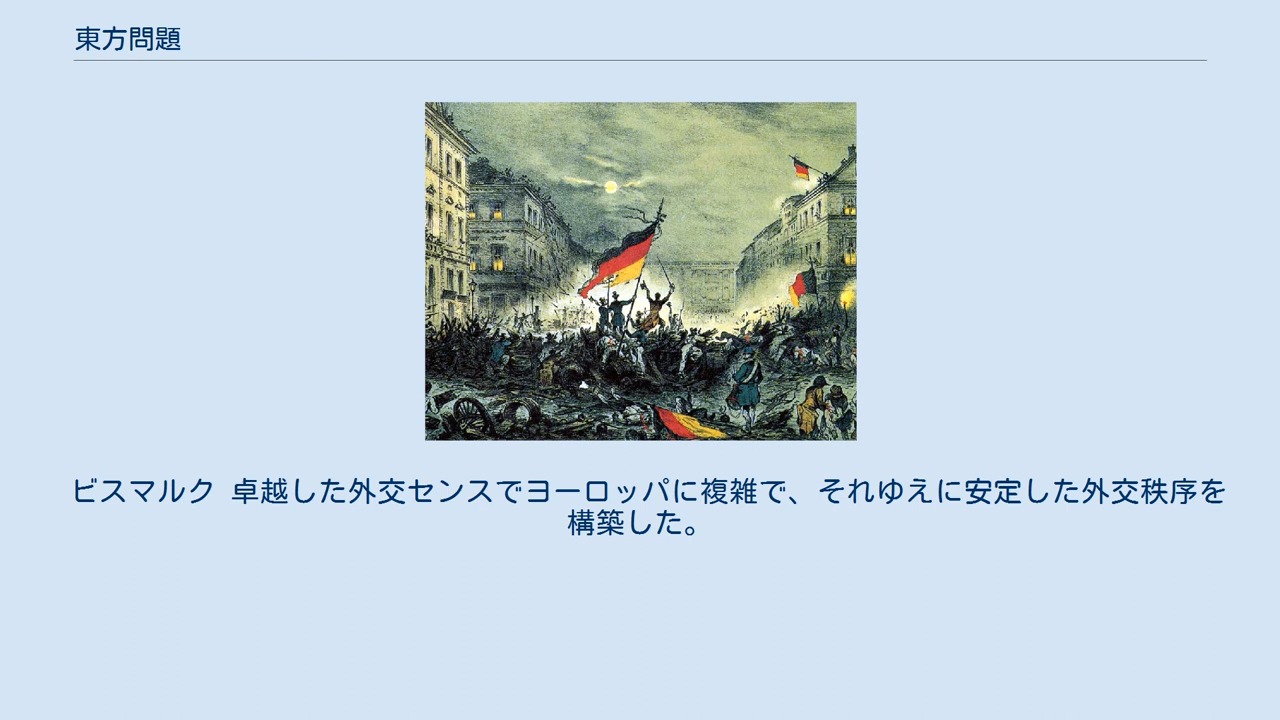 東方問題
ビスマルク 卓越した外交センスでヨーロッパに複雑で、それゆえに安定した外交秩序を
構築した。